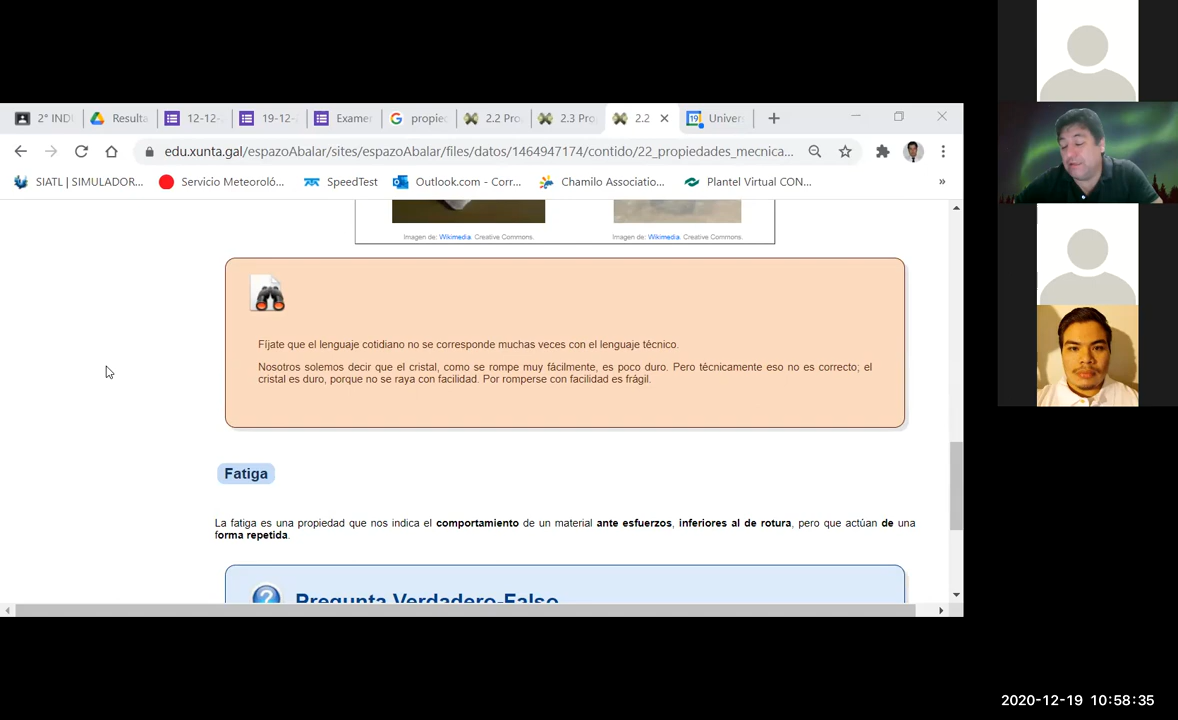 2° IND
Resulta
12-12-
19-12-
Examer
propie
2.2 Pro
2.3 Pro
2.2
19
Univer
edu.xunta.gal/espazoAbalar/sites/espazoAbalar/files/datos/1464947174/contido/22_propiedades_mecnica...
SIATL | SIMULADOR...
Servicio Meteoroló...
SpeedTest
Outlook.com - Corr...
Chamilo Associatio...
Plantel Virtual CON...
»
Imagen de: Wikimedia. Creative Commons.
Imagen de: Wikimedia. Creative Commons.
Fíjate que el lenguaje cotidiano no se corresponde muchas veces con el lenguaje técnico.
Nosotros solemos decir que el cristal, como se rompe muy fácilmente, es poco duro. Pero técnicamente eso no es correcto; el
cristal es duro, porque no se raya con facilidad. Por romperse con facilidad es frágil.
Fatiga
La fatiga es una propiedad que nos indica el comportamiento de un material ante esfuerzos, inferiores al de rotura, pero que actúan de una
forma repetida.
?
Pregunta Verdadero-Falso
2020-12-19 10:58:35